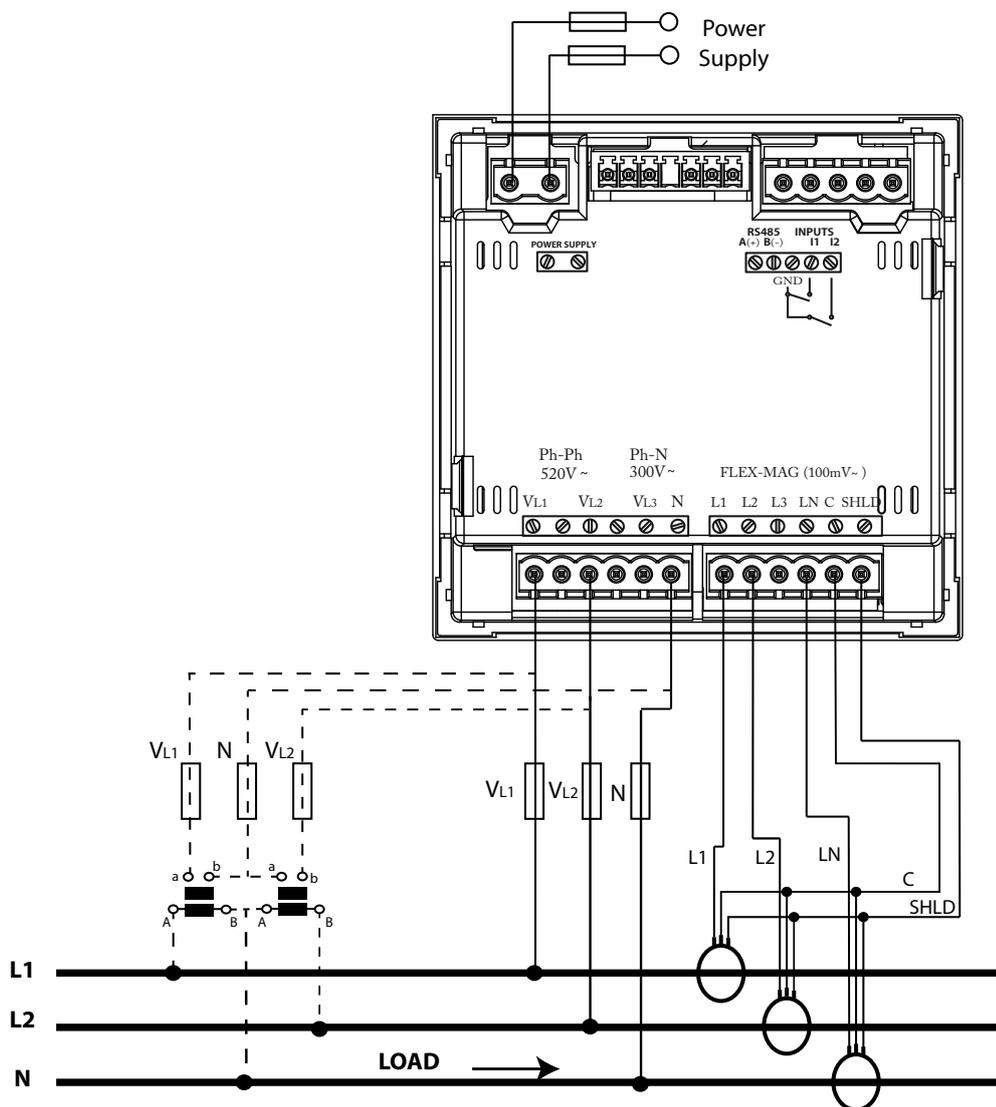 Power
Supply
RS485 INPUTS
A(+) B(-) I1 I2
POWER SUPPLY
GND
Ph-Ph Ph-N
520V ~ 300V ~ FLEX-MAG (100mV~ )
VL1 VL2 VL3 N L1 L2 L3 LN C SHLD
VL1 N VL2
VL1 VL2 N
a b a b
L1 L2 LN
C
SHLD
A B A B
L1
L2
LOAD
N